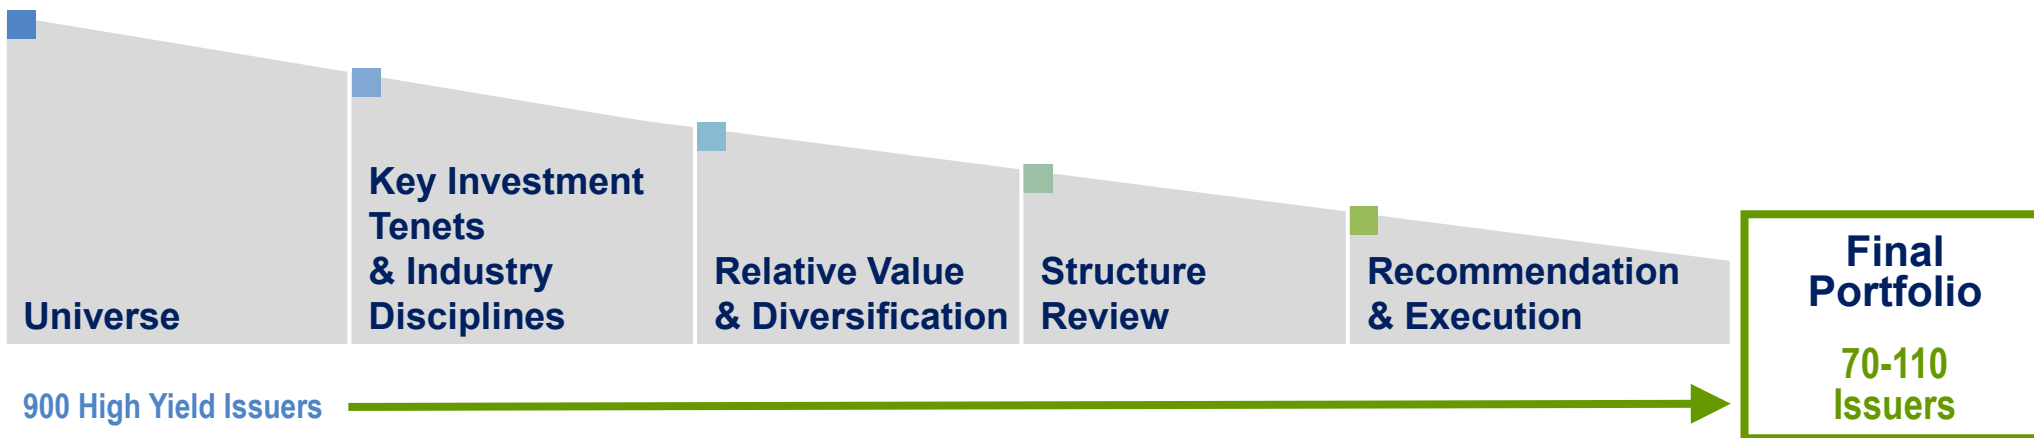 Universe
Key Investment
Tenets
& Industry
Disciplines
Relative Value
& Diversification
Structure
Review
Recommendation
& Execution
Final
Portfolio
70-110
Issuers
900 High Yield Issuers